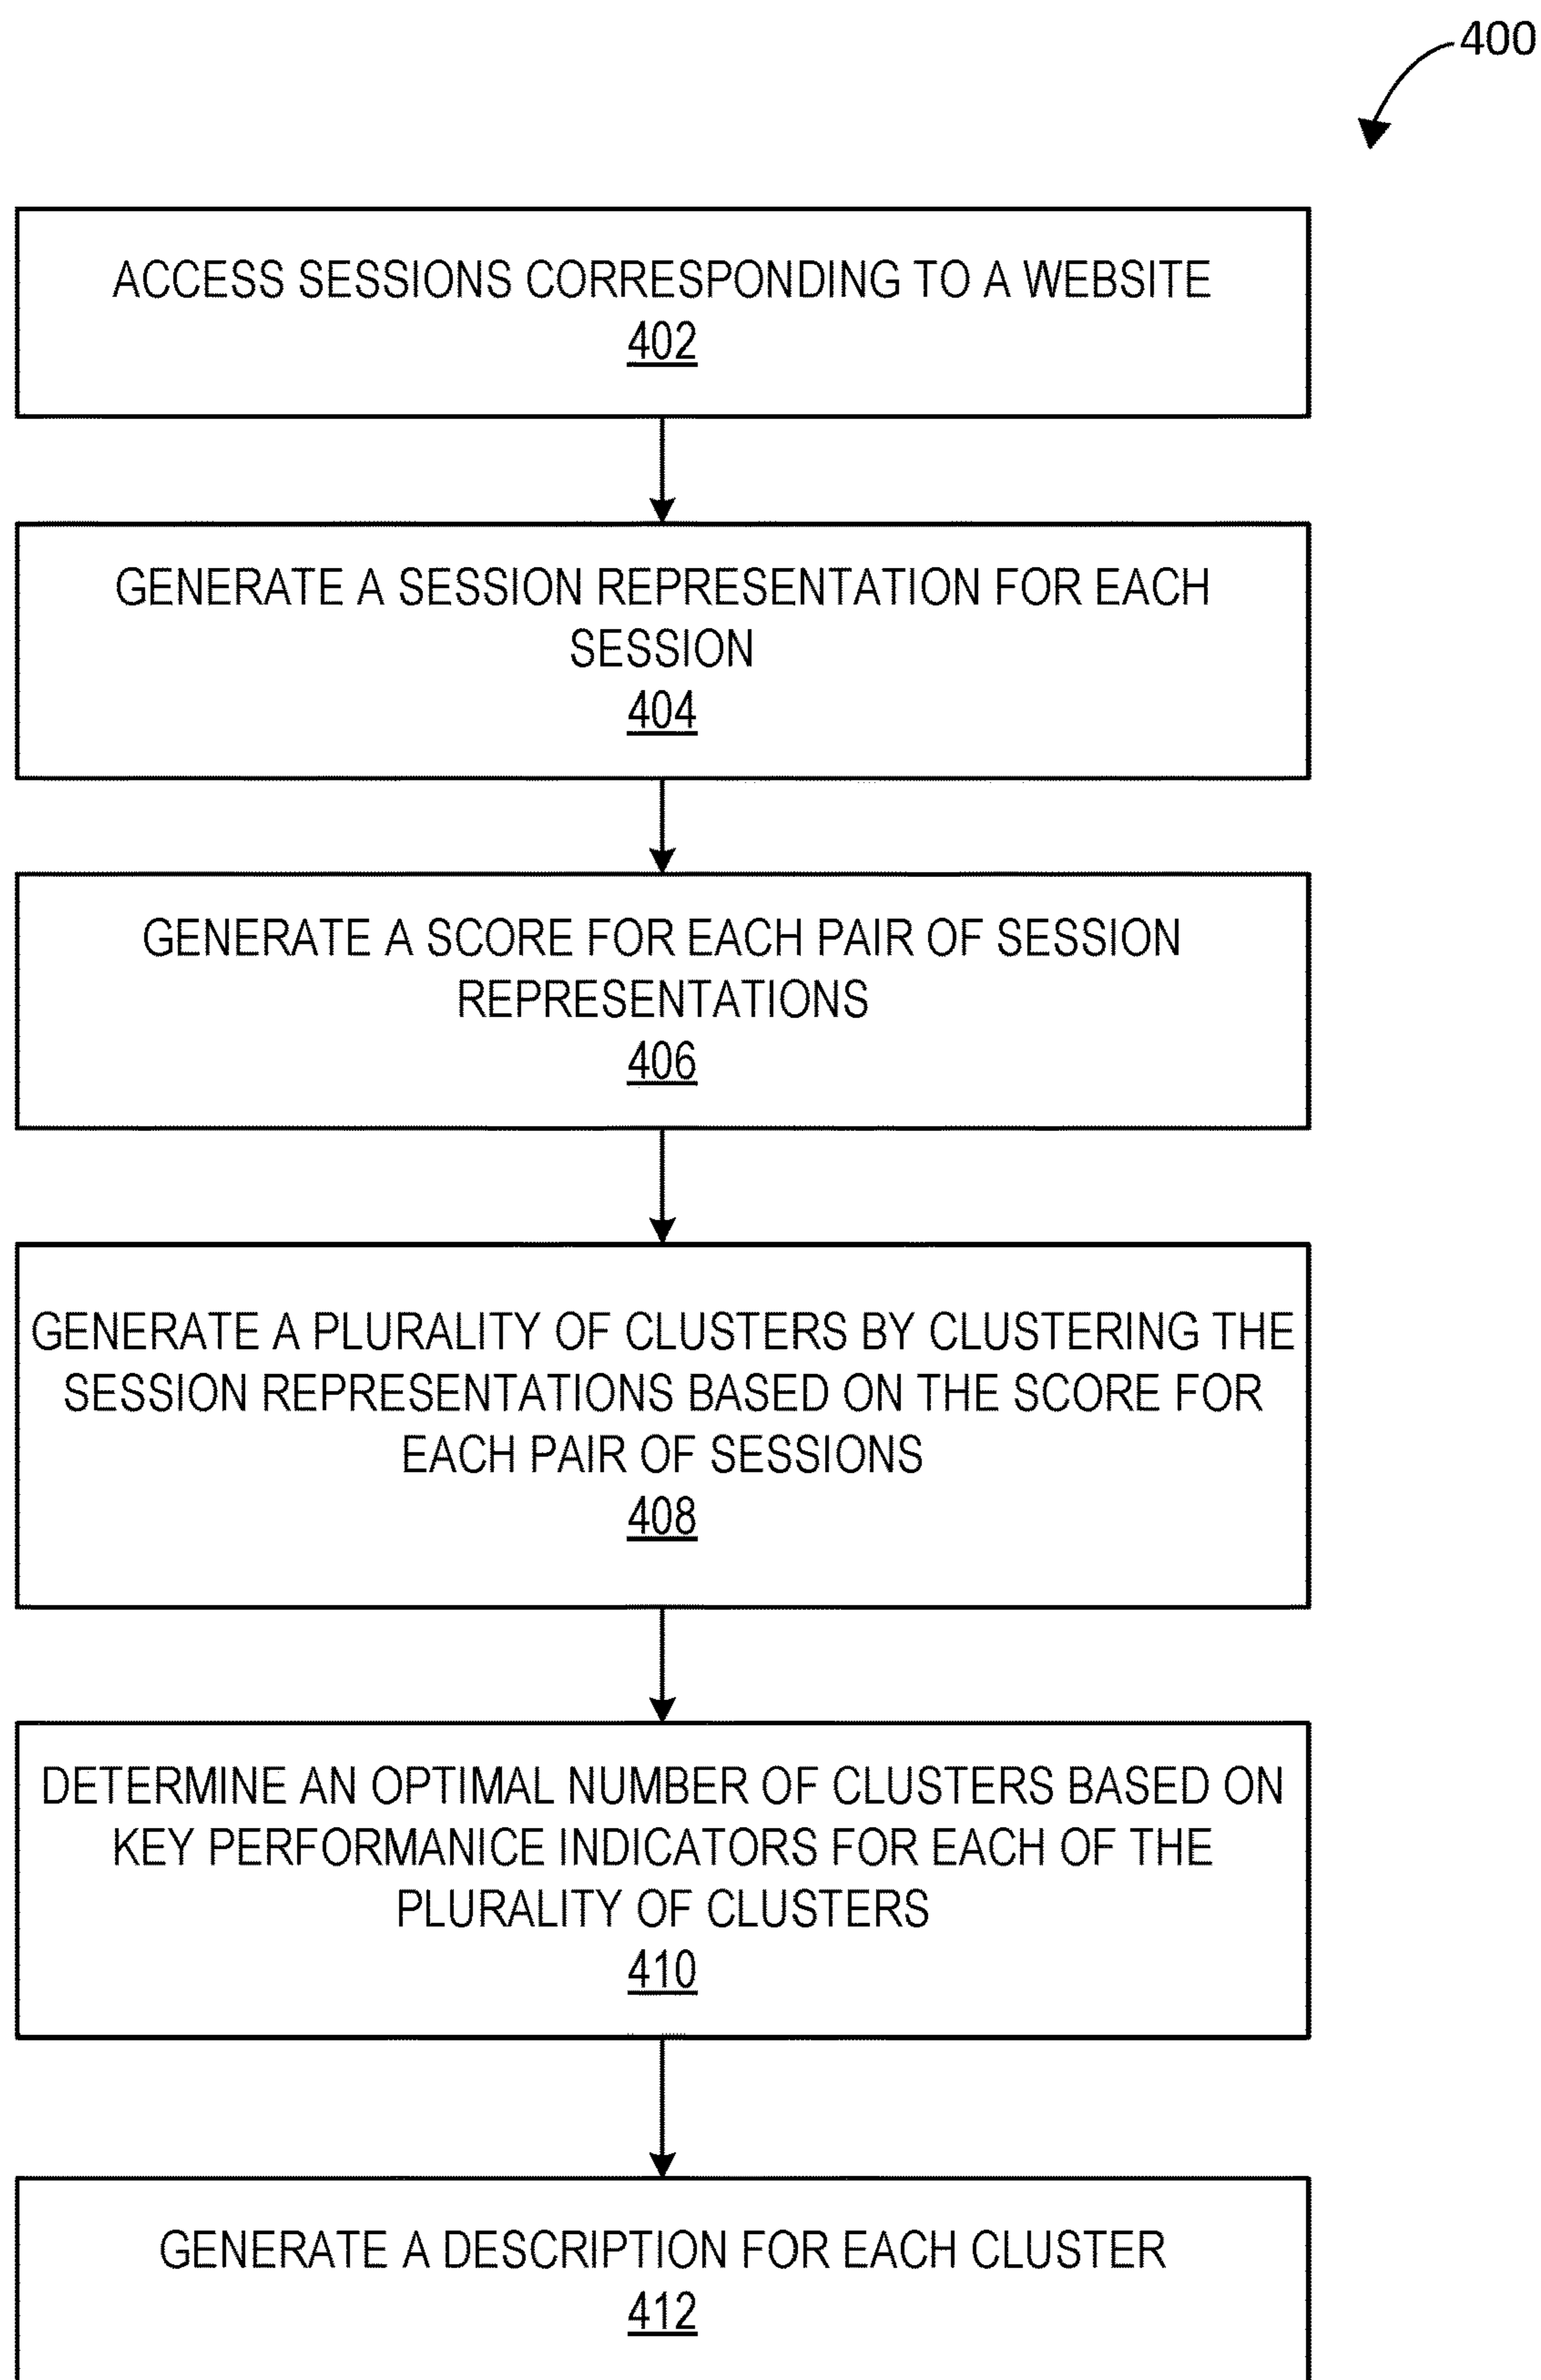 400
ACCESS SESSIONS CORRESPONDING TO A WEBSITE
402
GENERATE A SESSION REPRESENTATION FOR EACH
SESSION
404
GENERATE A SCORE FOR EACH PAIR OF SESSION
REPRESENTATIONS
406
GENERATE A PLURALITY OF CLUSTERS BY CLUSTERING THE
SESSION REPRESENTATIONS BASED ON THE SCORE FOR
EACH PAIR OF SESSIONS
408
DETERMINE AN OPTIMAL NUMBER OF CLUSTERS BASED ON
KEY PERFORMANICE INDICATORS FOR EACH OF THE
PLURALITY OF CLUSTERS
410
GENERATE A DESCRIPTION FOR EACH CLUSTER
412